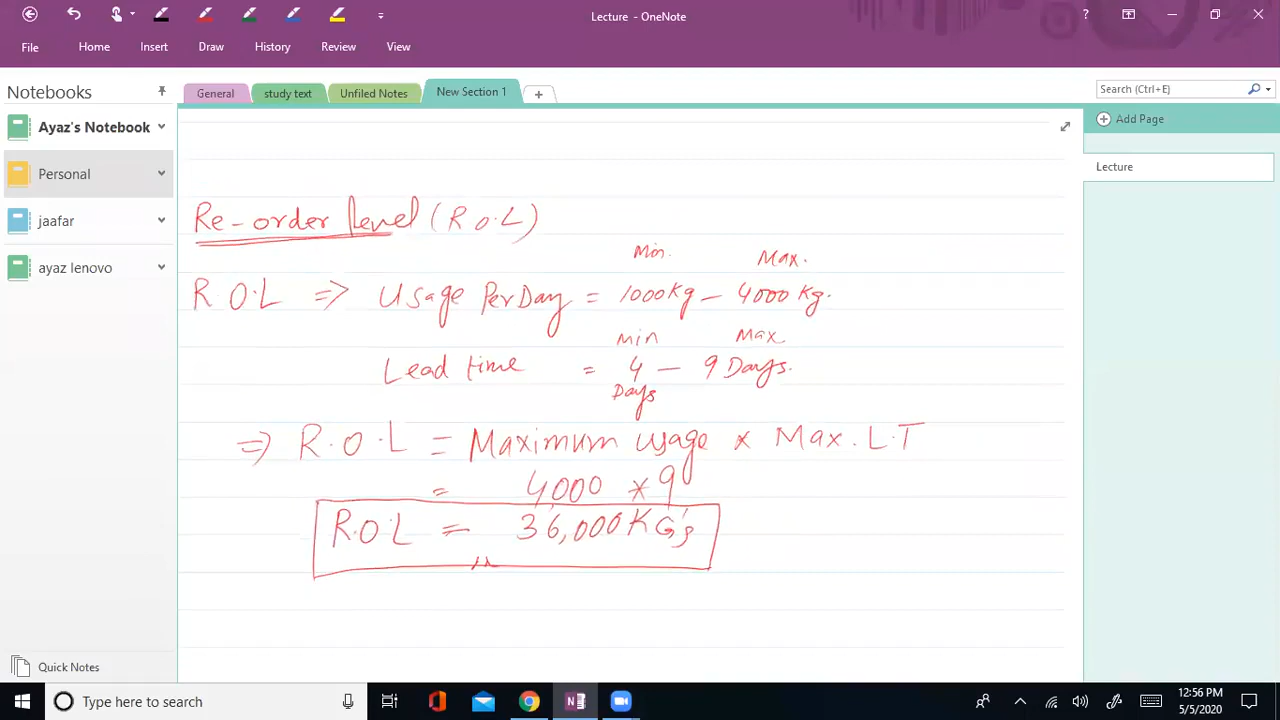 Lecture - OneNote
?
File Home Insert Draw History Review View
Notebooks
General study text Unfiled Notes New Section 1 +
Search (Ctrl+E)
Ayaz's Notebook
Add Page
Personal
Lecture
jaafar
ayaz lenovo
Re-order level (R.O.L)
Min. Max.
R.O.L => Usage Per Day = 1000Kg - 4000 Kg.
Min Max
Lead time = 4 - 9 Days.
Days
=> R.O.L = Maximum usage x Max. L.T
= 4000 * 9
R.O.L = 36,000KG's
Quick Notes
Type here to search
12:56 PM
5/5/2020